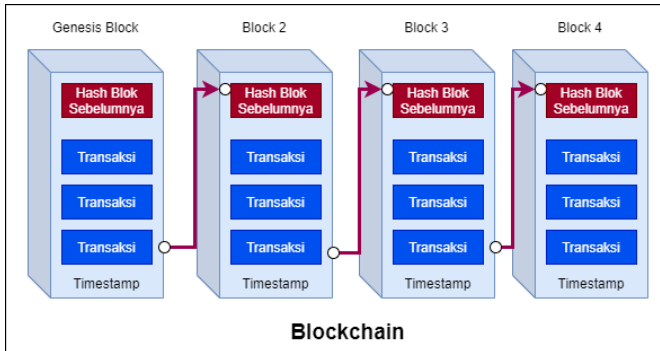 Genesis Block
Hash Blok
Sebelumnya
Transaksi
Transaksi
Transaksi
Timestamp
Block 2
Hash Blok
Sebelumnya
Transaksi
Transaksi
Transaksi
Timestamp
Block 3
Hash Blok
Sebelumnya
Transaksi
Transaksi
Transaksi
Timestamp
Block 4
Hash Blok
Sebelumnya
Transaksi
Transaksi
Transaksi
Timestamp
Blockchain